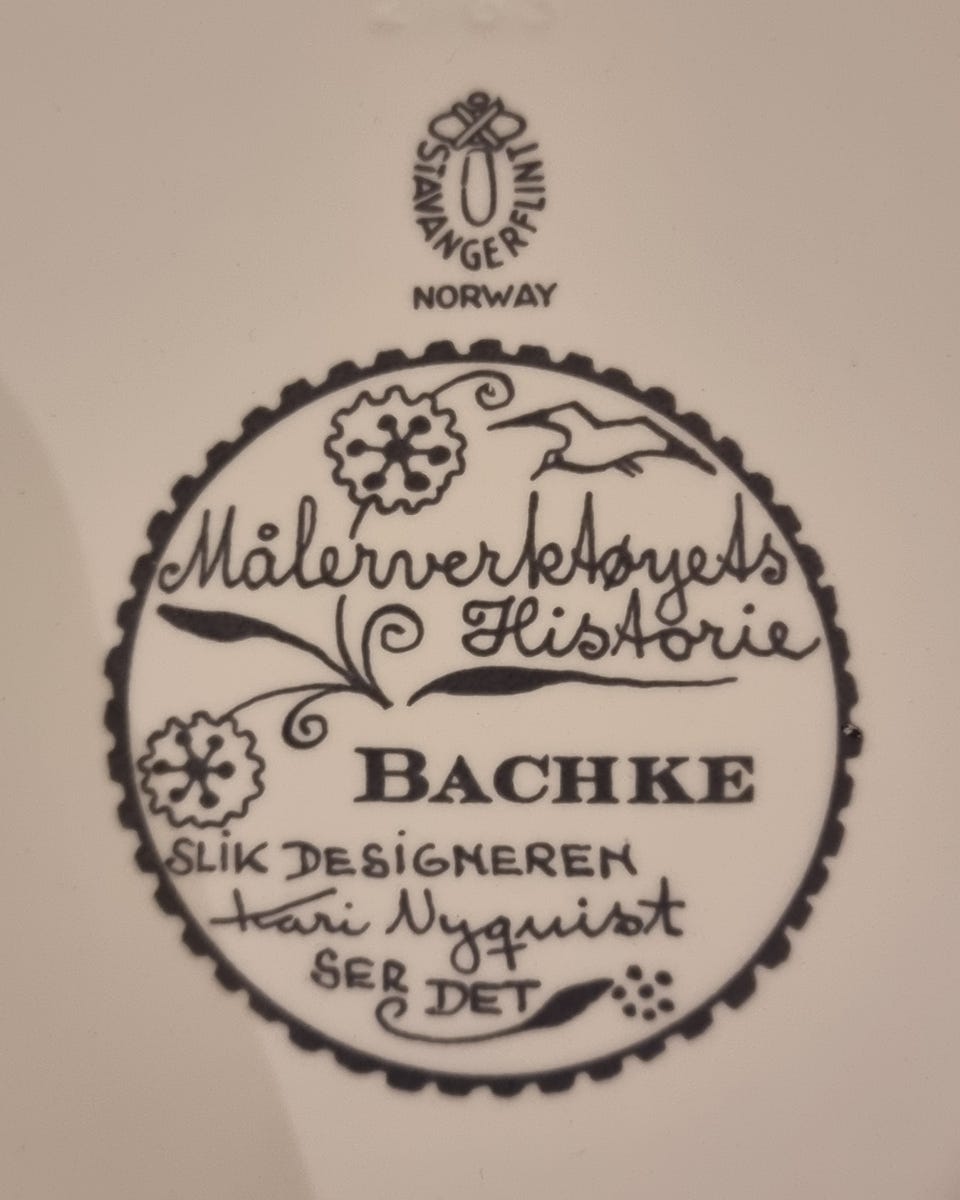 STAVANGERFLINT
NORWAY
Målerverktøyets
Historie
BACHKE
SLIK DESIGNEREN
Kari Nyquist
SER DET